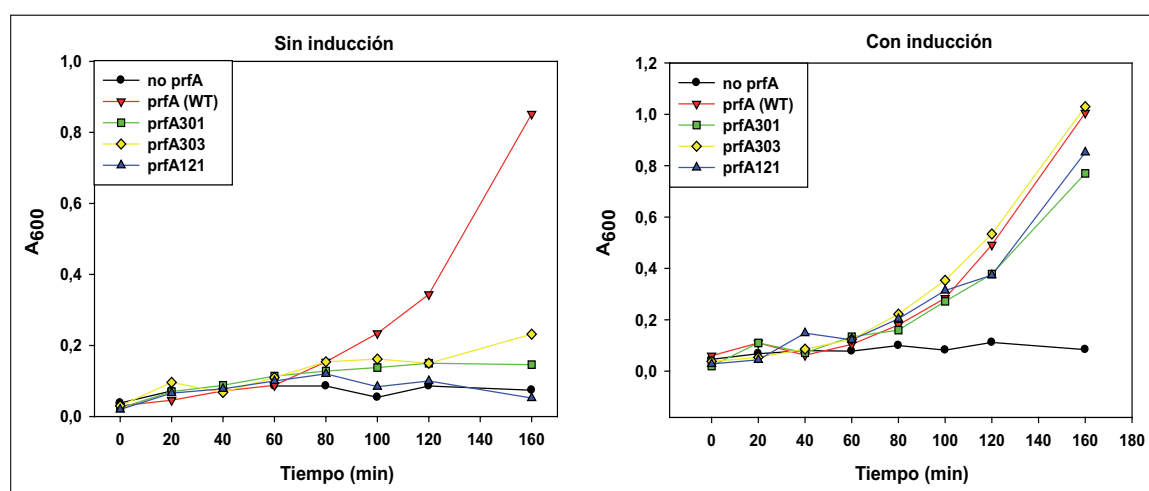 Sin inducción
1,0
0,8
0,6
0,4
0,2
0,0
A600
no prfA
prfA (WT)
prfA301
prfA303
prfA121
0 20 40 60 80 100 120 140 160
Tiempo (min)
Con inducción
1,2
1,0
0,8
0,6
0,4
0,2
0,0
A600
no prfA
prfA (WT)
prfA301
prfA303
prfA121
0 20 40 60 80 100 120 140 160 180
Tiempo (min)